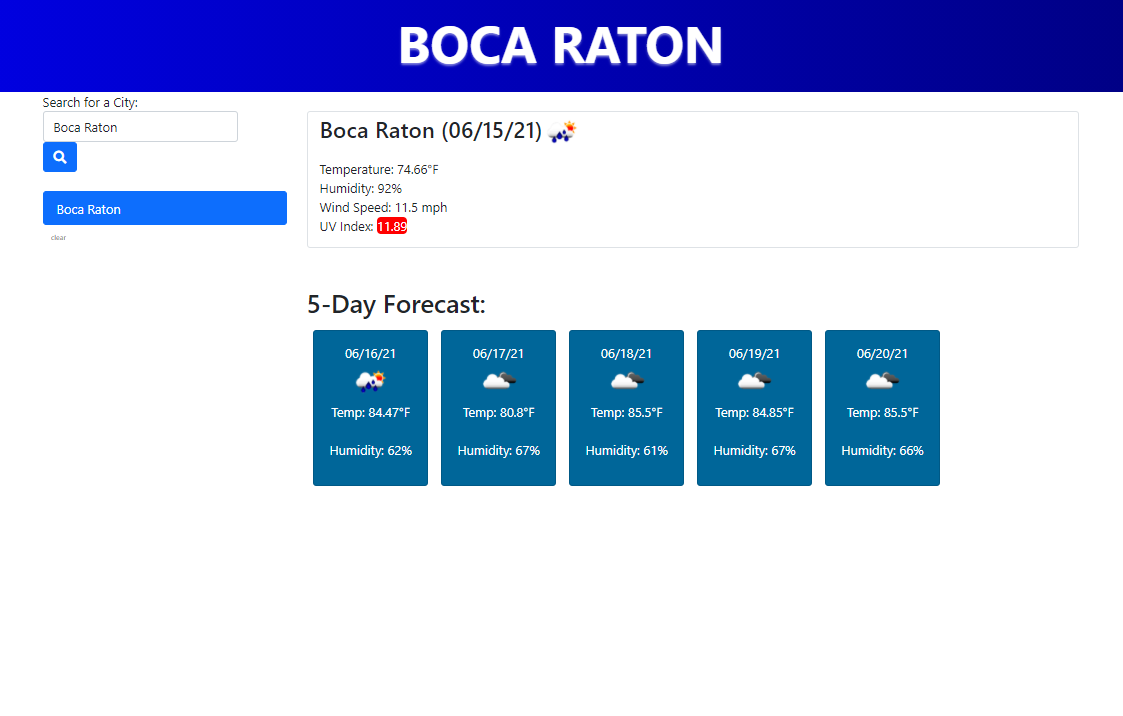 BOCA RATON
Search for a City:
Boca Raton
Boca Raton
clear
Boca Raton (06/15/21)
Temperature: 74.66°F
Humidity: 92%
Wind Speed: 11.5 mph
UV Index: 11.89
5-Day Forecast:
06/16/21
Temp: 84.47°F
Humidity: 62%
06/17/21
Temp: 80.8°F
Humidity: 67%
06/18/21
Temp: 85.5°F
Humidity: 61%
06/19/21
Temp: 84.85°F
Humidity: 67%
06/20/21
Temp: 85.5°F
Humidity: 66%